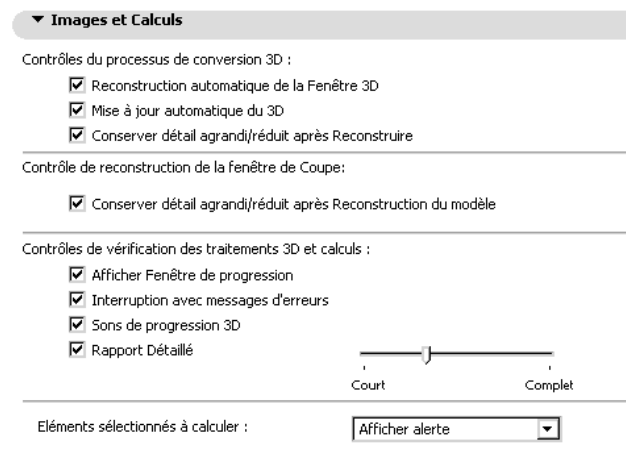 Images et Calculs
Contrôles du processus de conversion 3D :
Reconstruction automatique de la Fenêtre 3D
Mise à jour automatique du 3D
Conserver détail agrandi/réduit après Reconstruire
Contrôle de reconstruction de la fenêtre de Coupe:
Conserver détail agrandi/réduit après Reconstruction du modèle
Contrôles de vérification des traitements 3D et calculs :
Afficher Fenêtre de progression
Interruption avec messages d'erreurs
Sons de progression 3D
Rapport Détaillé
Court Complet
Eléments sélectionnés à calculer : Afficher alerte